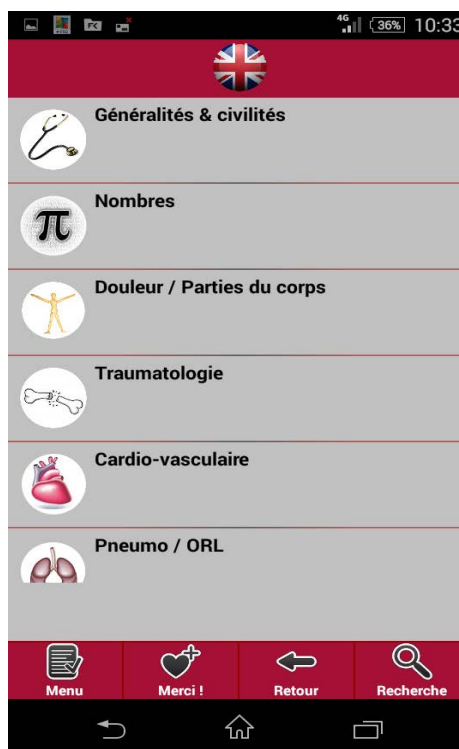 4G 36% 10:33
Généralités & civilités
π
Nombres
Douleur / Parties du corps
Traumatologie
Cardio-vasculaire
Pneumo / ORL
Menu Merci ! Retour Recherche